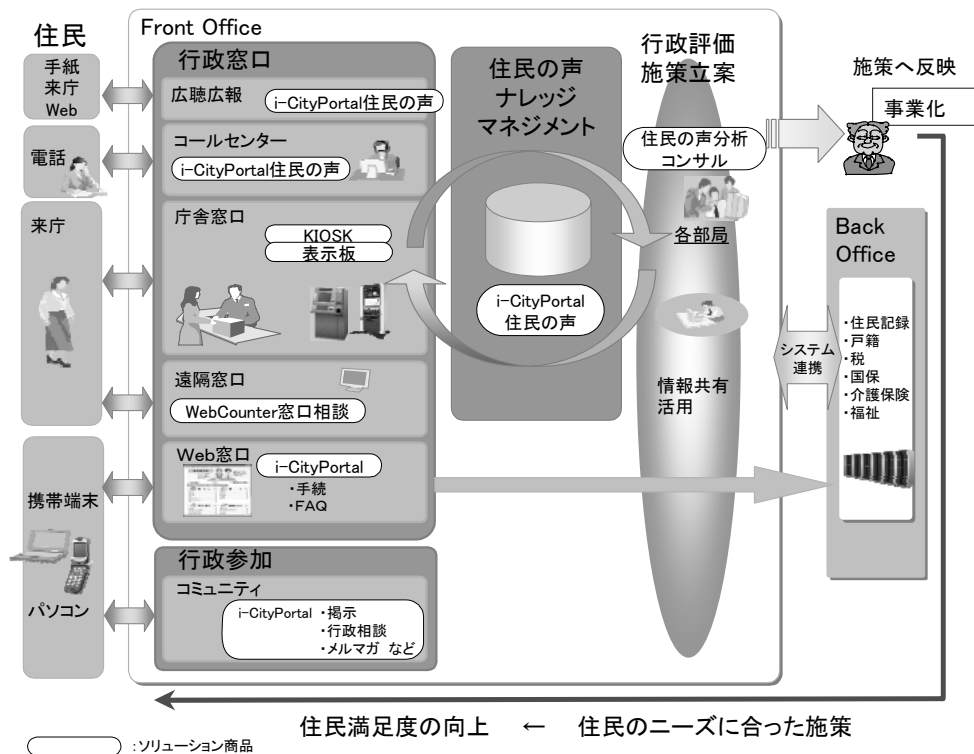 住民
手紙
来庁
Web
電話
来庁
携帯端末
パソコン
Front Office
行政窓口
広聴広報
i-CityPortal住民の声
コールセンター
i-CityPortal住民の声
庁舎窓口
KIOSK
表示板
遠隔窓口
WebCounter窓口相談
Web窓口
i-CityPortal
・手続
・FAQ
行政参加
コミュニティ
i-CityPortal ・掲示
・行政相談
・メルマガ など
住民の声
ナレッジ
マネジメント
i-CityPortal
住民の声
行政評価
施策立案
住民の声分析
コンサル
各部局
情報共有
活用
施策へ反映
事業化
システム
連携
Back
Office
・住民記録
・戸籍
・税
・国保
・介護保険
・福祉
住民満足度の向上 ← 住民のニーズに合った施策
:ソリューション商品